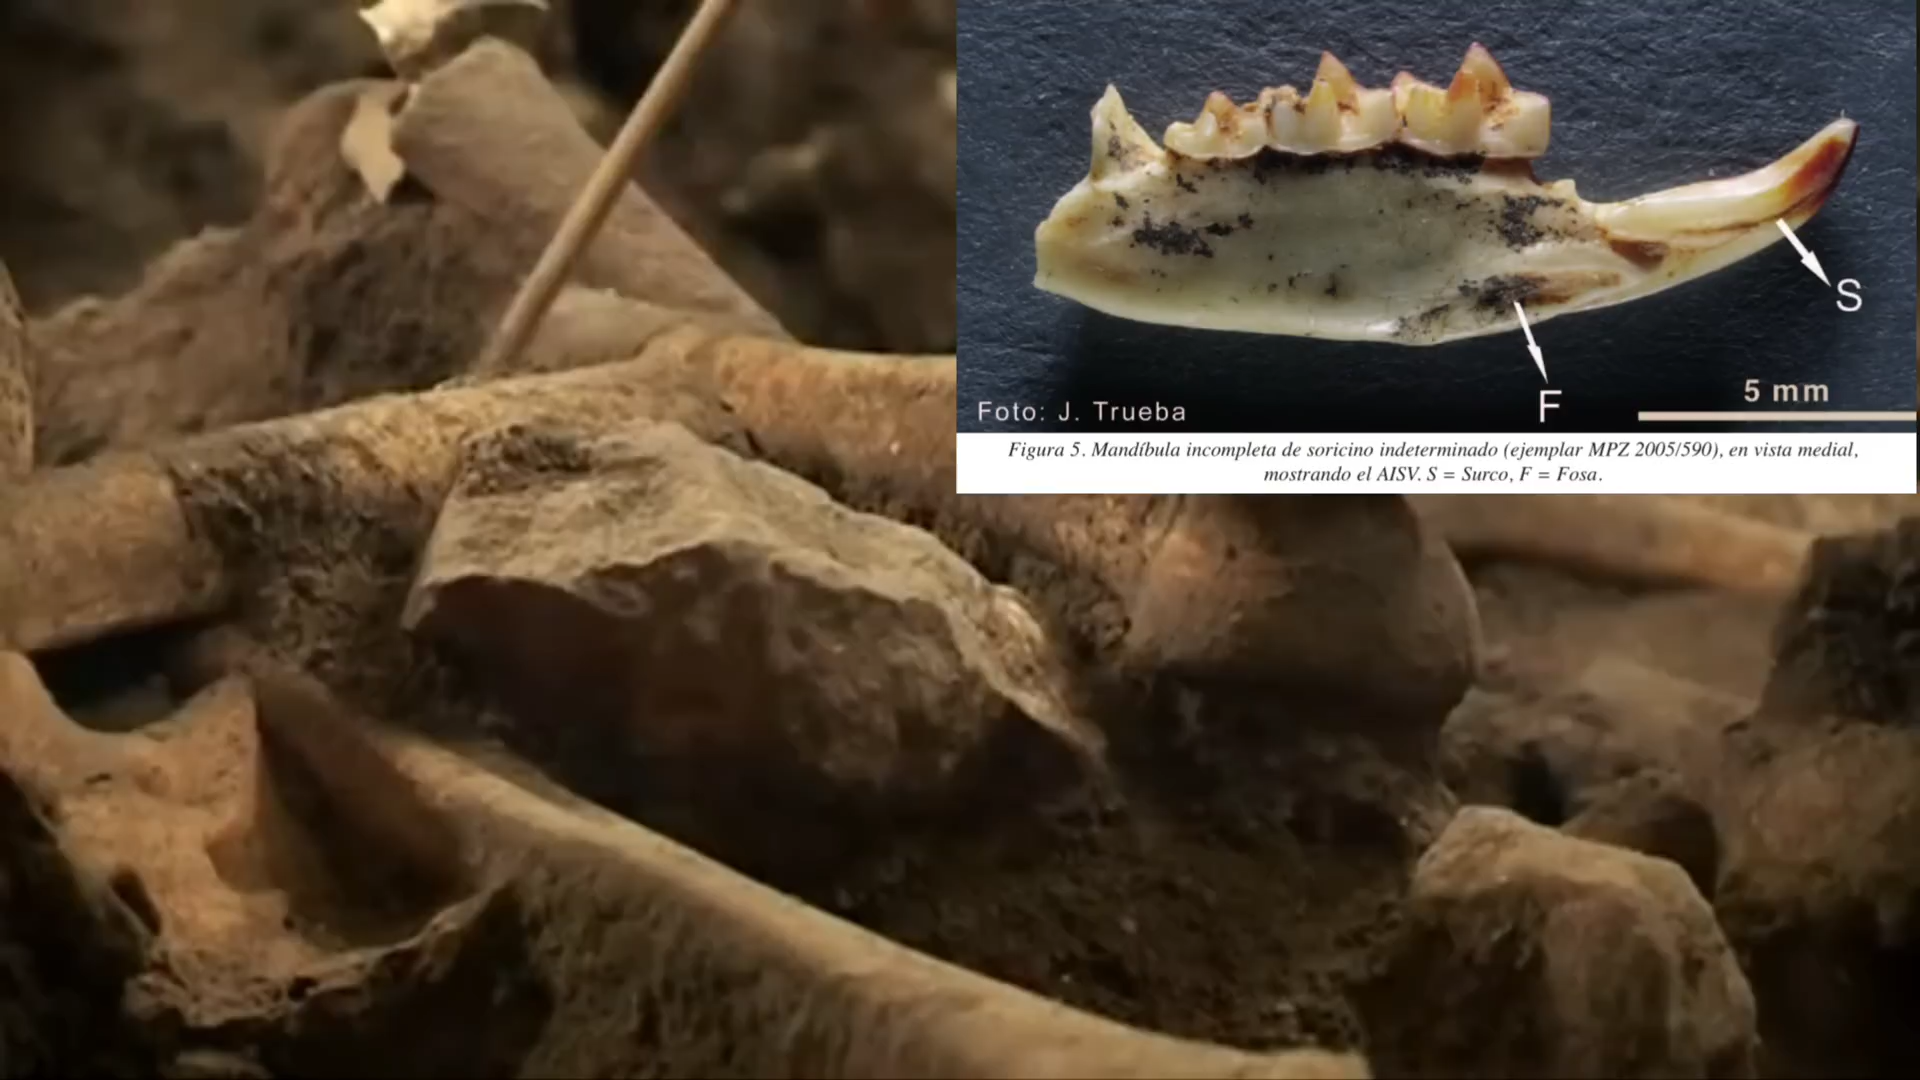 S
5 mm
F
Foto: J. Trueba
Figura 5. Mandíbula incompleta de soricino indeterminado (ejemplar MPZ 2005/590), en vista medial,
mostrando el AISV. S = Surco, F = Fosa.